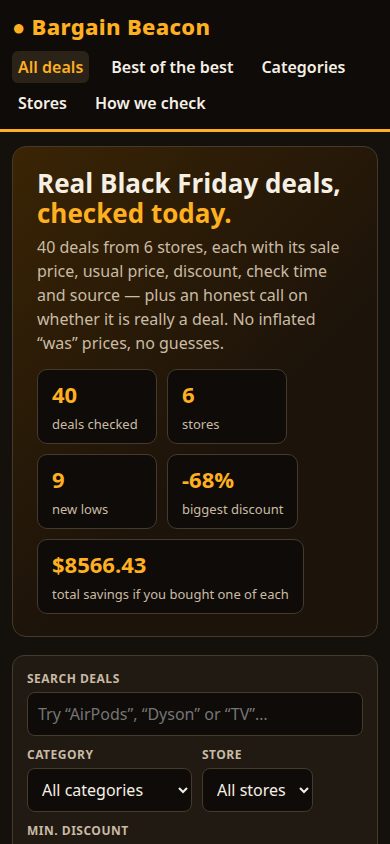 Bargain Beacon
All deals Best of the best Categories
Stores How we check
Real Black Friday deals,
checked today.
40 deals from 6 stores, each with its sale
price, usual price, discount, check time
and source — plus an honest call on
whether it is really a deal. No inflated
“was” prices, no guesses.
40 6
deals checked stores
9 -68%
new lows biggest discount
$8566.43
total savings if you bought one of each
SEARCH DEALS
Try “AirPods”, “Dyson” or “TV”…
CATEGORY STORE
All categories All stores
MIN. DISCOUNT